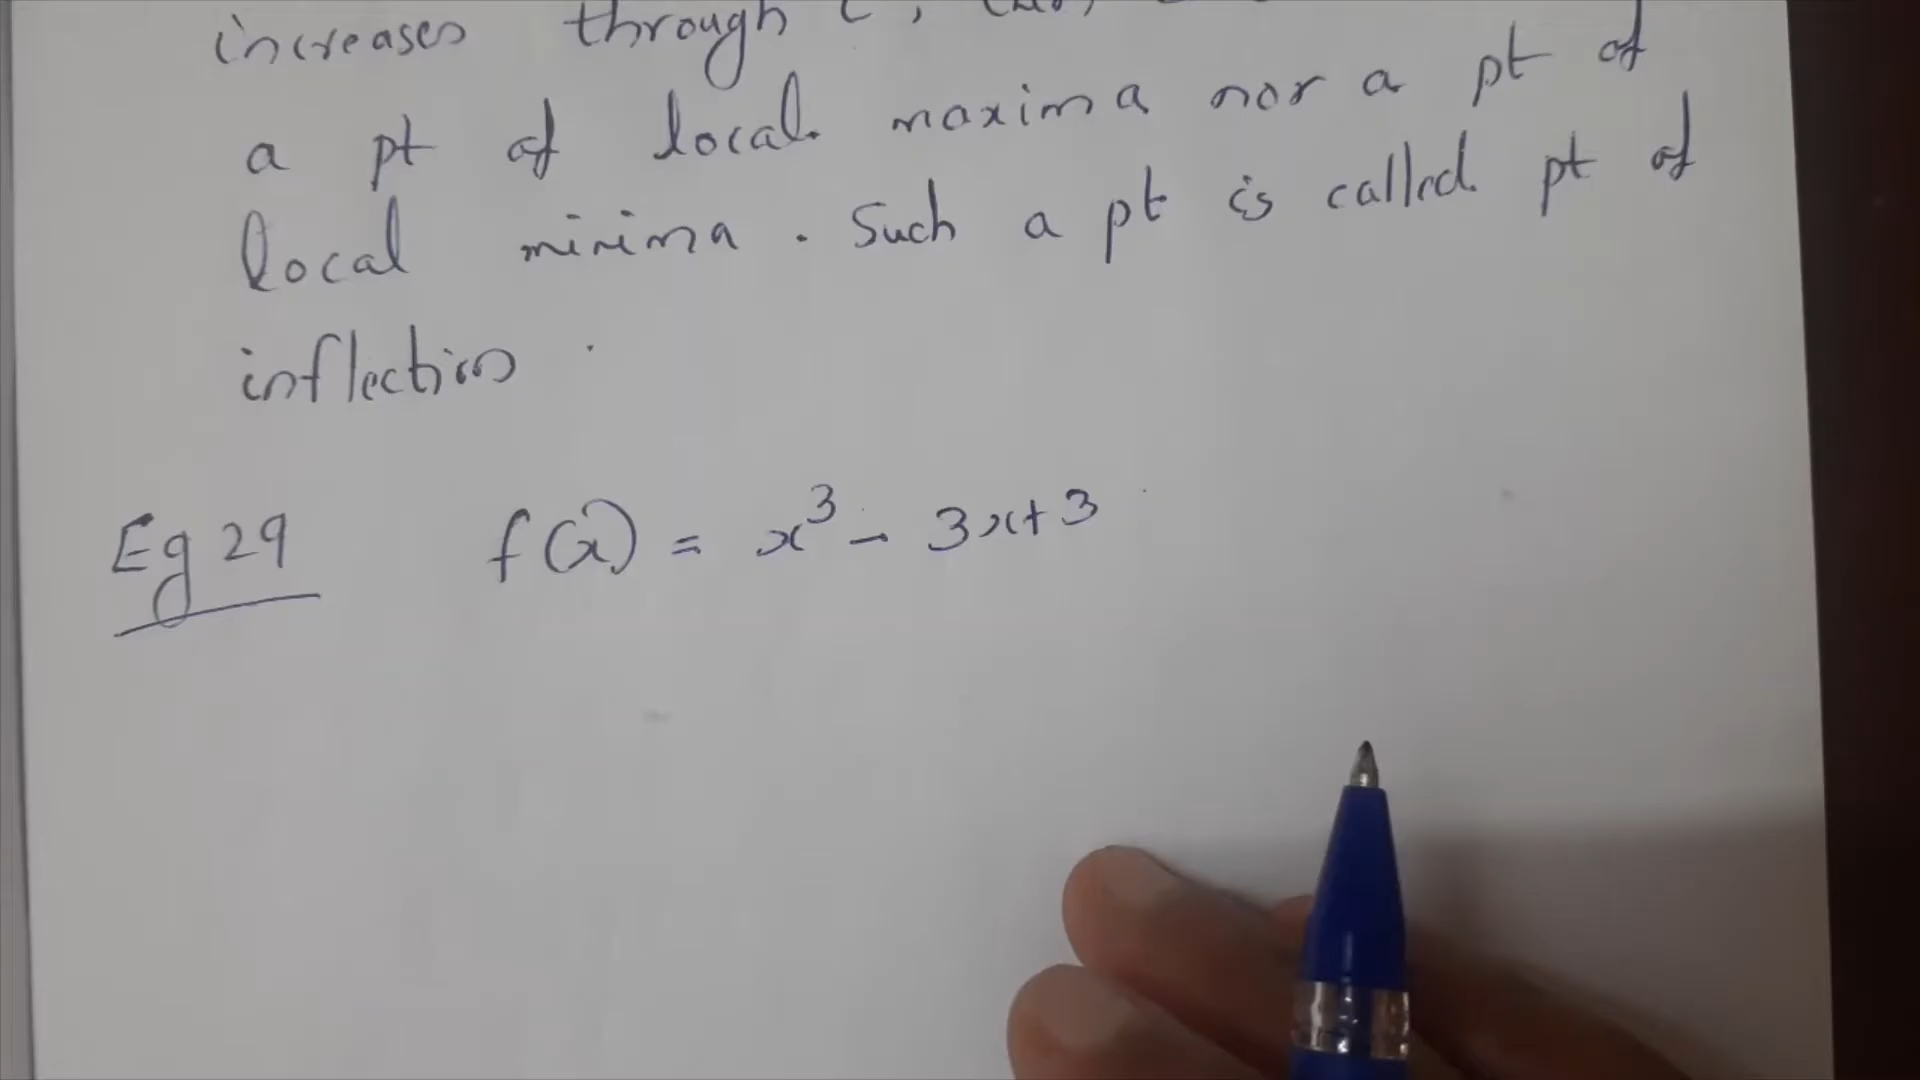 increases through c,
a pt of local maxima nor a pt of
local minima. Such a pt is called pt of
inflection.
Eg 29 f(x) = x³ - 3x + 3